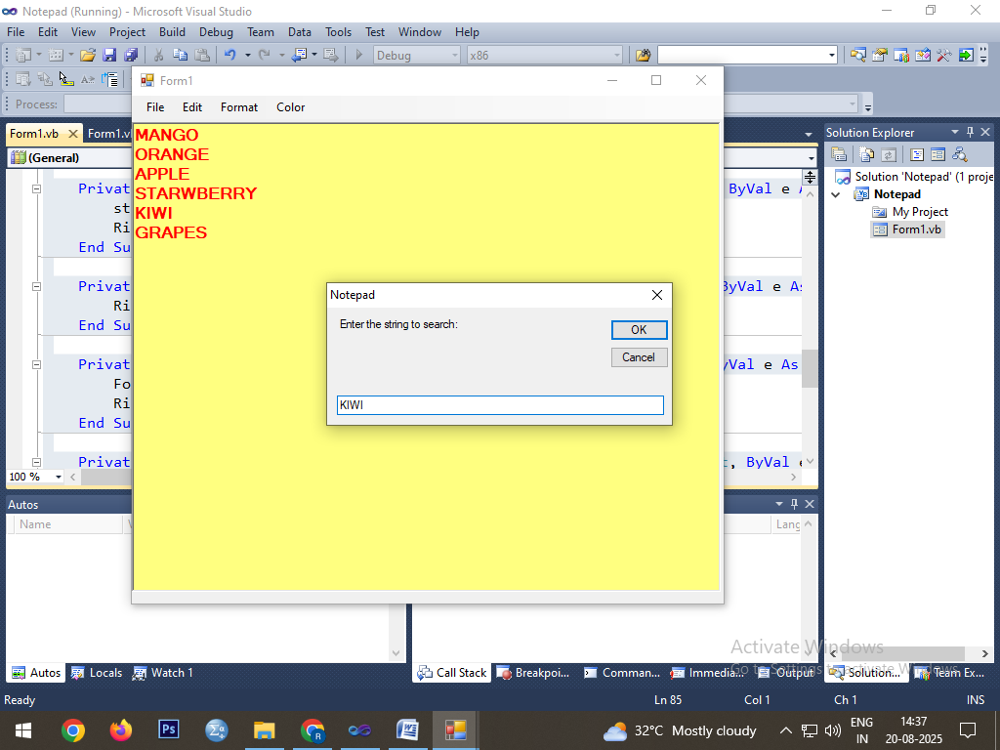 Notepad (Running) - Microsoft Visual Studio
File Edit View Project Build Debug Team Data Tools Test Window Help
Debug x86
Process:
Form1.vb Form1.v
(General)
Form1
File Edit Format Color
MANGO
ORANGE
APPLE
STARWBERRY
KIWI
GRAPES
Notepad
Enter the string to search:
OK
Cancel
KIWI
Privat ByVal e A
st
Ri
End Su
Privat ByVal e As
Ri
End Su
Privat yVal e As
Fo
Ri
End Su
Privat t, ByVal e
100 %
Solution Explorer
Solution 'Notepad' (1 proje
Notepad
My Project
Form1.vb
Autos
Name V Lang
Autos Locals Watch 1
Call Stack Breakpoi... Comman... Immedia... Output
Solution... Team Ex...
Activate Windows
Go to Settings to activate Windows.
Ready Ln 85 Col 1 Ch 1 INS
32°C Mostly cloudy
ENG
IN
14:37
20-08-2025